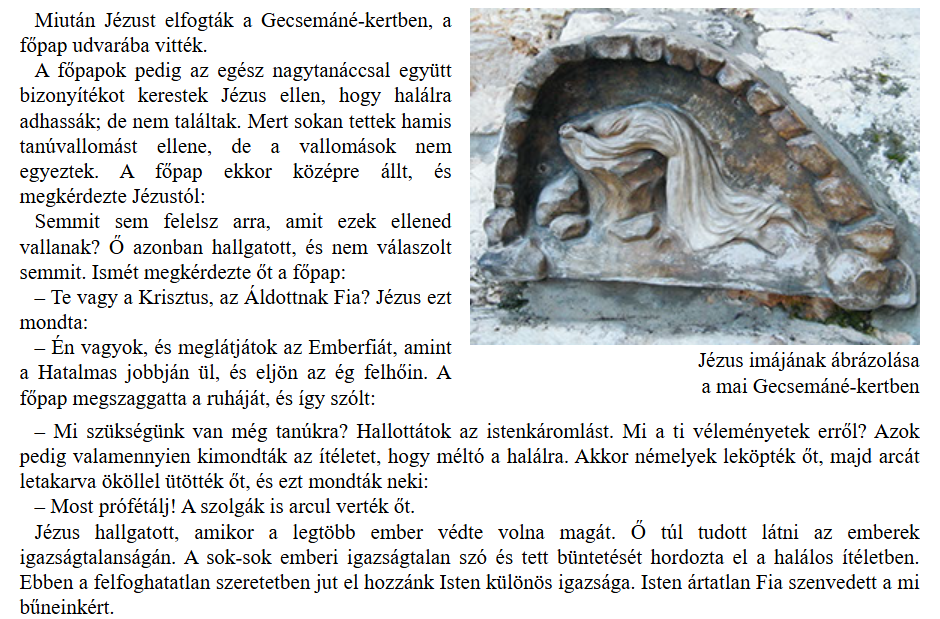 Miután Jézust elfogták a Gecsemáné-kertben, a
főpap udvarába vitték.
A főpapok pedig az egész nagytanáccsal együtt
bizonyítékot kerestek Jézus ellen, hogy halálra
adhassák; de nem találtak. Mert sokan tettek hamis
tanúvallomást ellene, de a vallomások nem
egyeztek. A főpap ekkor középre állt, és
megkérdezte Jézustól:
Semmit sem felelsz arra, amit ezek ellened
vallanak? Ő azonban hallgatott, és nem válaszolt
semmit. Ismét megkérdezte őt a főpap:
– Te vagy a Krisztus, az Áldottnak Fia? Jézus ezt
mondta:
– Én vagyok, és meglátjátok az Emberfiát, amint
a Hatalmas jobbján ül, és eljön az ég felhőin. A
főpap megszaggatta a ruháját, és így szólt:
Jézus imájának ábrázolása
a mai Gecsemáné-kertben
– Mi szükségünk van még tanúkra? Hallottátok az istenkáromlást. Mi a ti véleményetek erről? Azok
pedig valamennyien kimondták az ítéletet, hogy méltó a halálra. Akkor némelyek leköpték őt, majd arcát
letakarva ököllel ütötték őt, és ezt mondták neki:
– Most prófétálj! A szolgák is arcul verték őt.
Jézus hallgatott, amikor a legtöbb ember védte volna magát. Ő túl tudott látni az emberek
igazságtalanságán. A sok-sok emberi igazságtalan szó és tett büntetését hordozta el a halálos ítéletben.
Ebben a felfoghatatlan szeretetben jut el hozzánk Isten különös igazsága. Isten ártatlan Fia szenvedett a mi
bűneinkért.